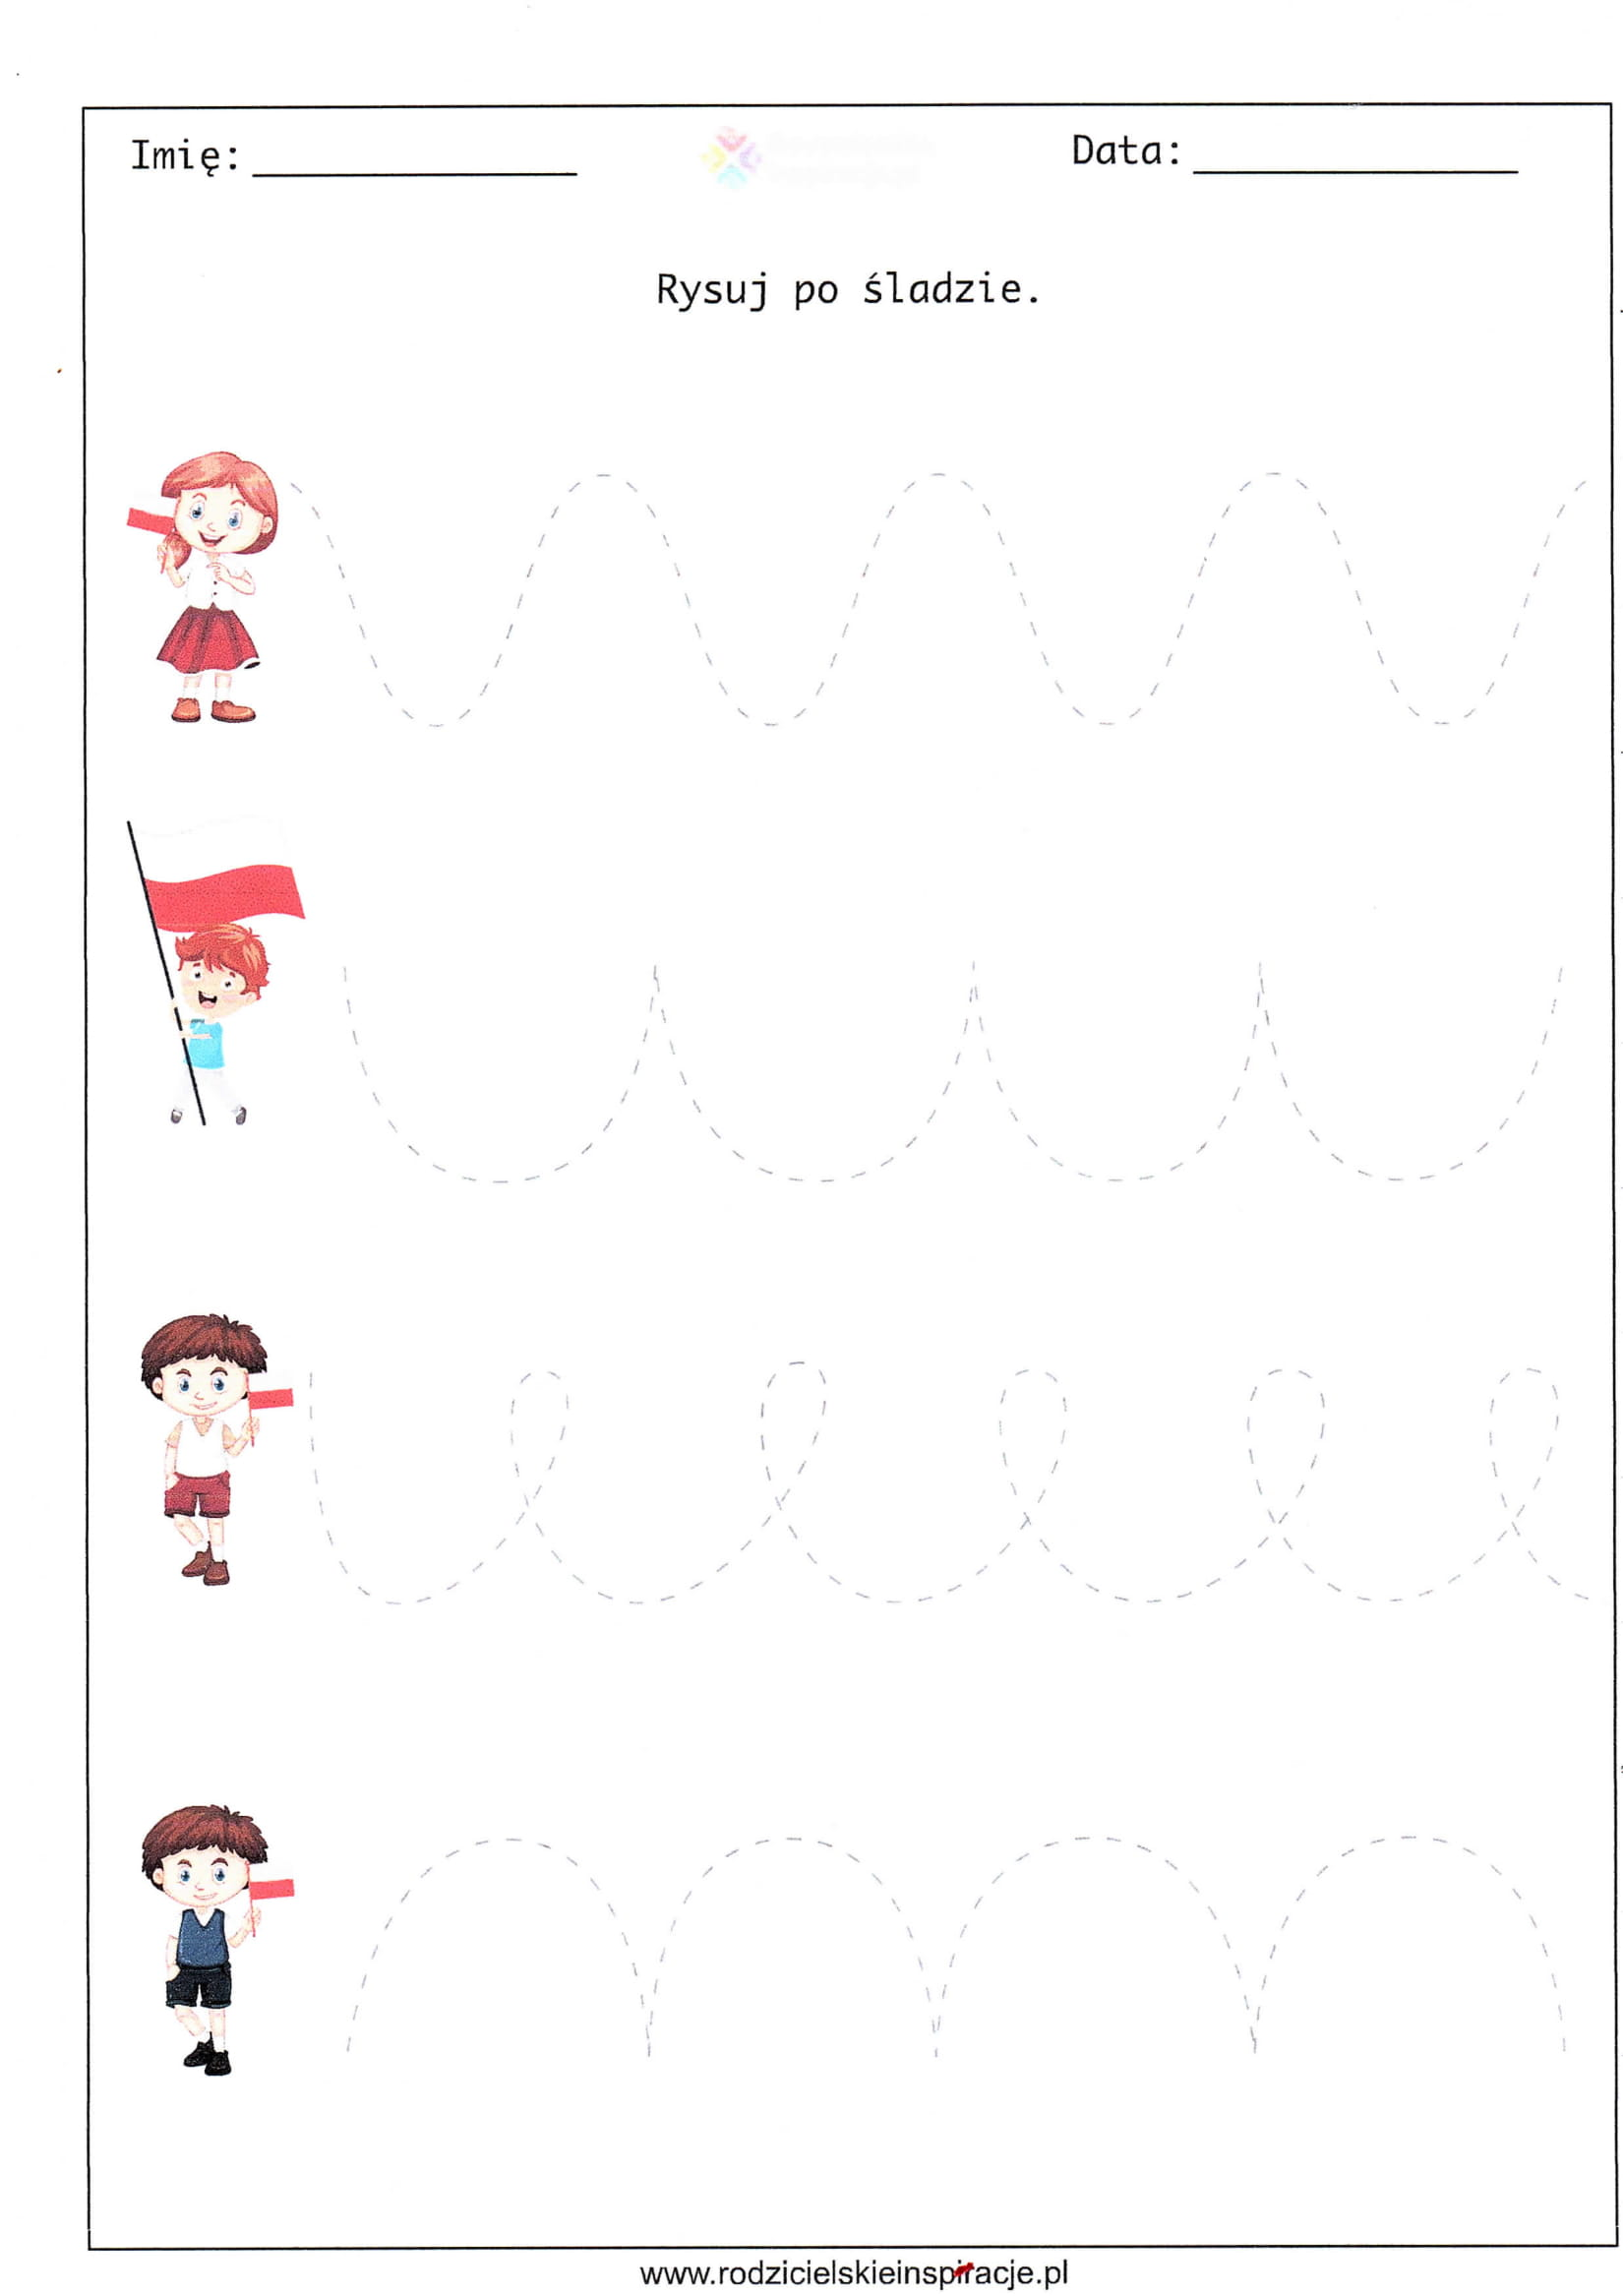 Imię: Data:
Rysuj po śladzie.
www.rodzicielskieinspiracje.pl